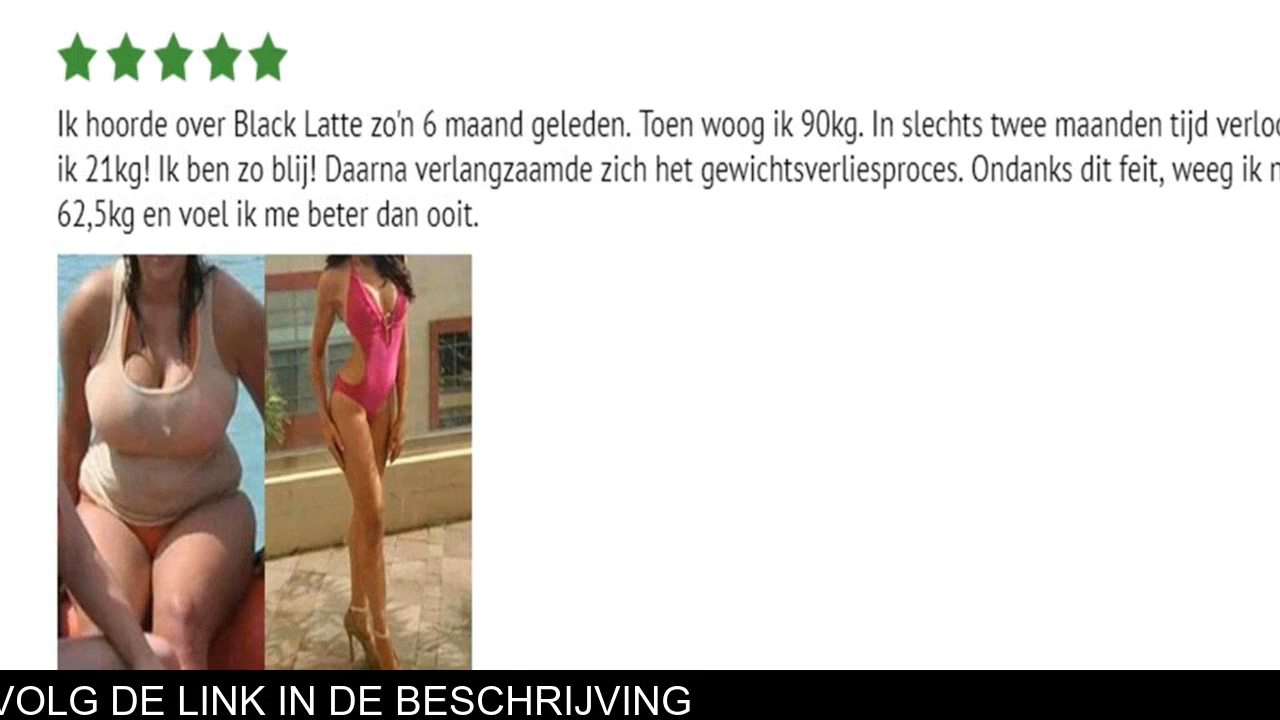 Ik hoorde over Black Latte zo'n 6 maand geleden. Toen woog ik 90kg. In slechts twee maanden tijd
ik 21kg! Ik ben zo blij! Daarna verlangzaamde zich het gewichtsverliesproces. Ondanks dit feit, weeg ik
62,5kg en voel ik me beter dan ooit.
VOLG DE LINK IN DE BESCHRIJVING